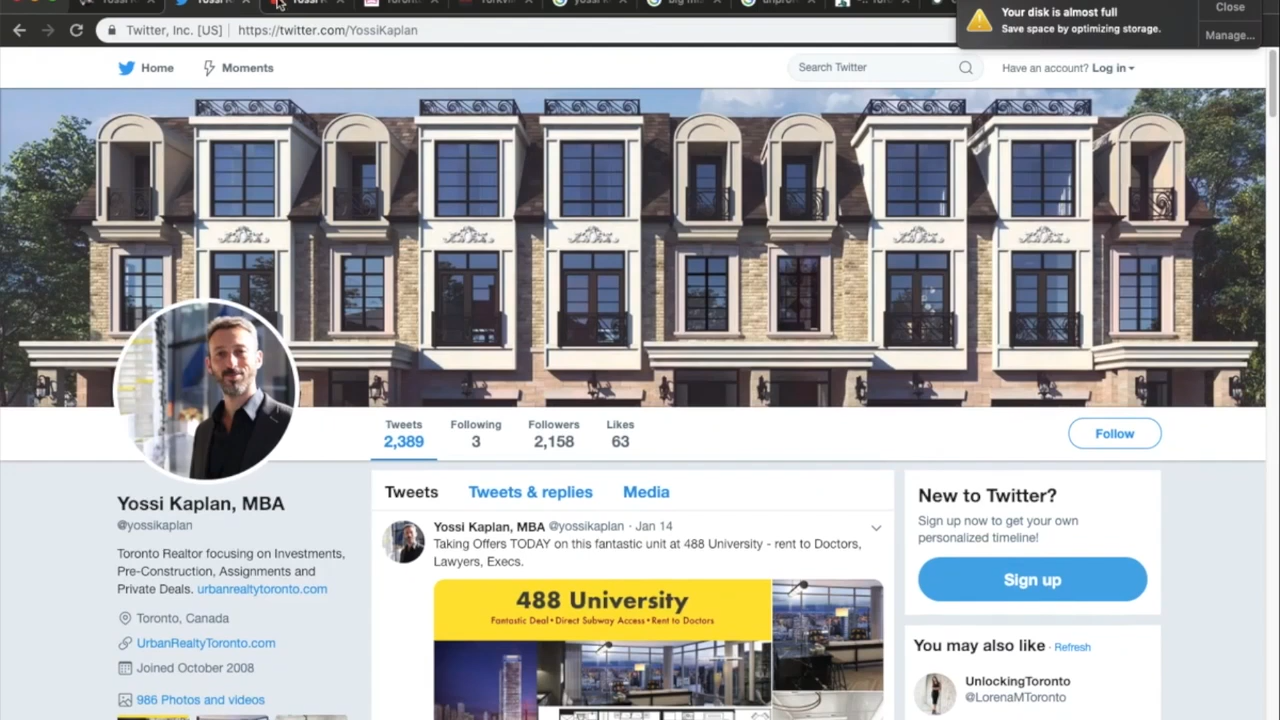 Yossi
Your disk is almost full
Close
Save space by optimizing storage.
Manage...
Twitter, Inc. [US]
https://twitter.com/YossiKaplan
Home
Moments
Search Twitter
Have an account? Log in
Tweets
Following
Followers
Likes
2,389
3
2,158
63
Follow
Yossi Kaplan, MBA
@yossikaplan
Toronto Realtor focusing on Investments,
Pre-Construction, Assignments and
Private Deals. urbanrealtytoronto.com
Toronto, Canada
UrbanRealtyToronto.com
Joined October 2008
986 Photos and videos
Tweets
Tweets & replies
Media
Yossi Kaplan, MBA @yossikaplan · Jan 14
Taking Offers TODAY on this fantastic unit at 488 University - rent to Doctors,
Lawyers, Execs.
488 University
Fantastic Deal • Direct Subway Access • Rent to Doctors
New to Twitter?
Sign up now to get your own
personalized timeline!
Sign up
You may also like · Refresh
UnlockingToronto
@LorenaMToronto